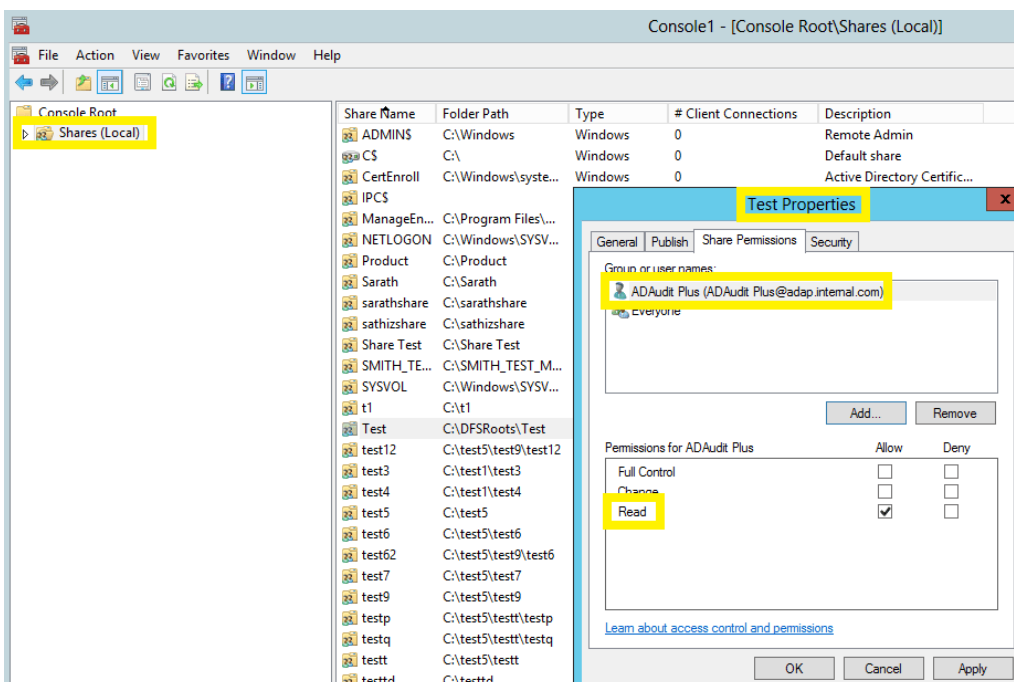 Console1 - [Console Root\Shares (Local)]
File Action View Favorites Window Help
Console Root
Shares (Local)
Share Name Folder Path Type # Client Connections Description
ADMIN$ C:\Windows Windows 0 Remote Admin
C$ C:\ Windows 0 Default share
CertEnroll C:\Windows\syste... Windows 0 Active Directory Certific...
IPC$
ManageEn... C:\Program Files\...
NETLOGON C:\Windows\SYSV...
Product C:\Product
Sarath C:\Sarath
sarathshare C:\sarathshare
sathizshare C:\sathizshare
Share Test C:\Share Test
SMITH_TE... C:\SMITH_TEST_M...
SYSVOL C:\Windows\SYSV...
t1 C:\t1
Test C:\DFSRoots\Test
test12 C:\test5\test9\test12
test3 C:\test1\test3
test4 C:\test1\test4
test5 C:\test5
test6 C:\test5\test6
test62 C:\test5\test9\test6
test7 C:\test5\test7
test9 C:\test5\test9
testp C:\test5\testt\testp
testq C:\test5\testt\testq
testt C:\test5\testt
testtd C:\testtd
Test Properties
x
General Publish Share Permissions Security
Group or user names:
ADAudit Plus (ADAudit Plus@adap.internal.com)
Everyone
Add... Remove
Permissions for ADAudit Plus Allow Deny
Full Control
Change
Read
Learn about access control and permissions
OK Cancel Apply